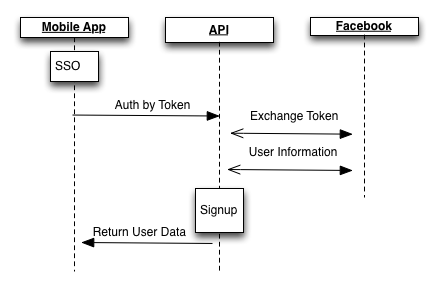 Mobile App
API
Facebook
SSO
Auth by Token
Exchange Token
User Information
Signup
Return User Data